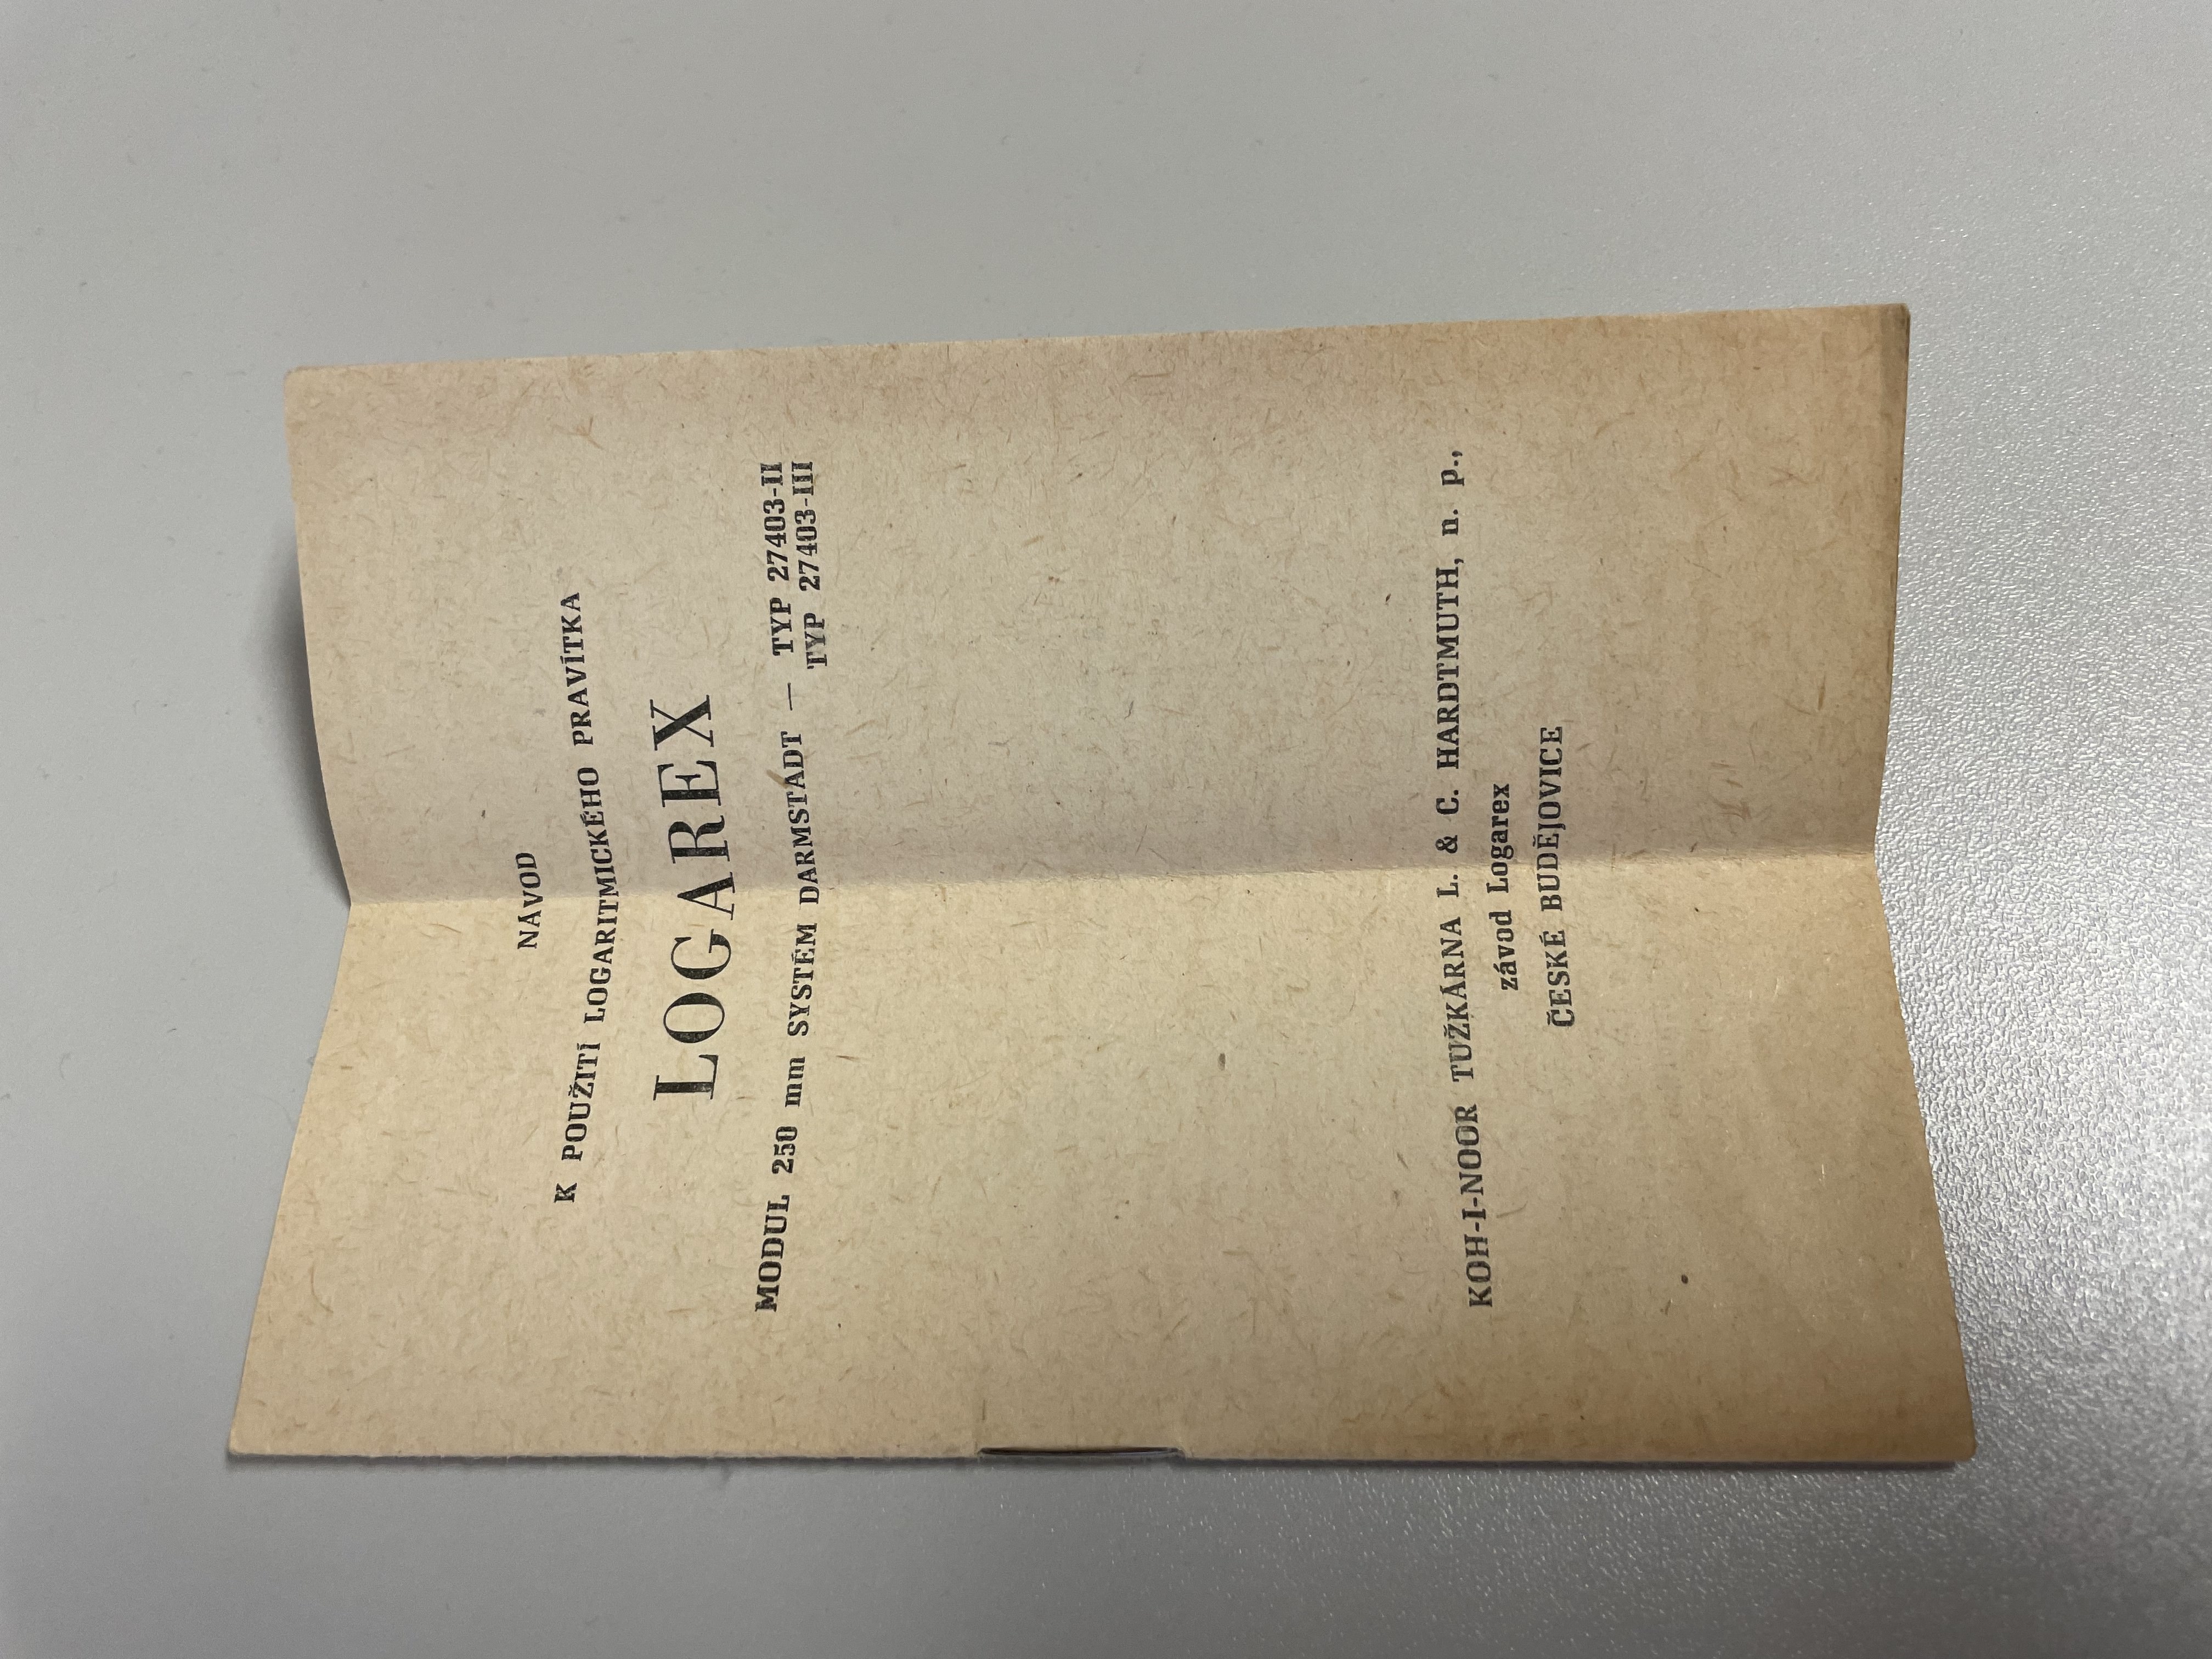 NÁVOD
K POUŽITÍ LOGARITMICKÉHO PRAVÍTKA
LOGAREX
MODUL 250 mm SYSTÉM DARMSTADT — TYP 27403-II
TYP 27403-III
KOH-I-NOOR TUŽKÁRNA L. & C. HARDTMUTH, n. p.,
závod Logarex
ČESKÉ BUDĚJOVICE